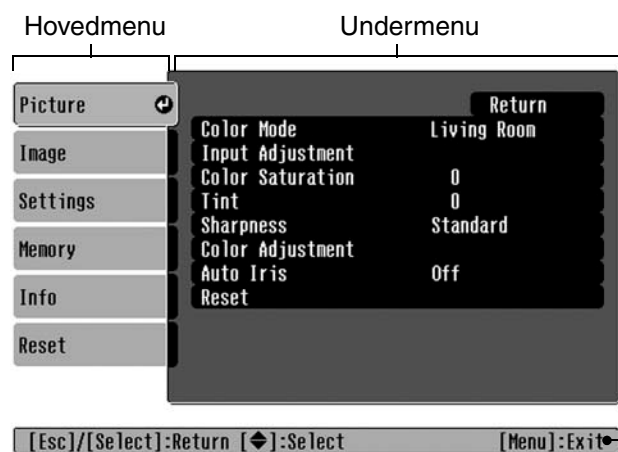 Hovedmenu Undermenu
Picture
Image
Settings
Memory
Info
Reset
Return
Color Mode Living Room
Input Adjustment
Color Saturation 0
Tint 0
Sharpness Standard
Color Adjustment
Auto Iris Off
Reset
[Esc]/[Select]:Return [◆]:Select [Menu]:Exit